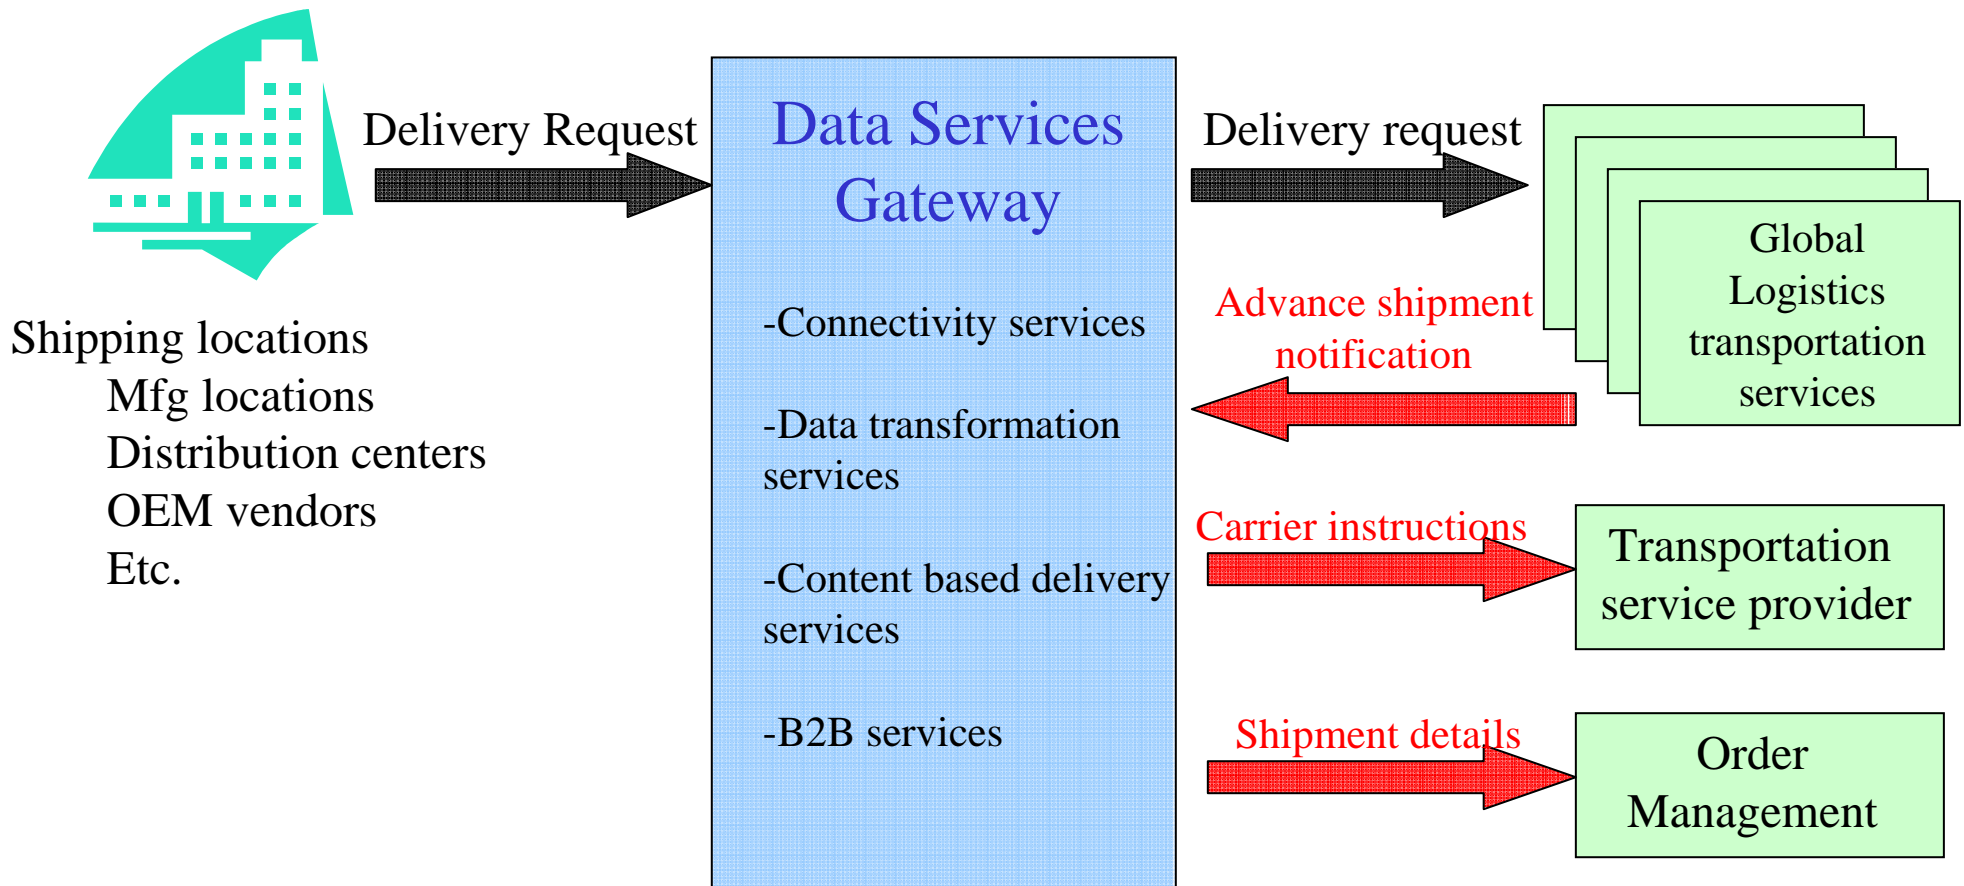 Delivery Request
Shipping locations
Mfg locations
Distribution centers
OEM vendors
Etc.
Data Services
Gateway
-Connectivity services
-Data transformation
services
-Content based delivery
services
-B2B services
Delivery request
Global
Logistics
transportation
services
Advance shipment
notification
Carrier instructions
Transportation
service provider
Shipment details
Order
Management